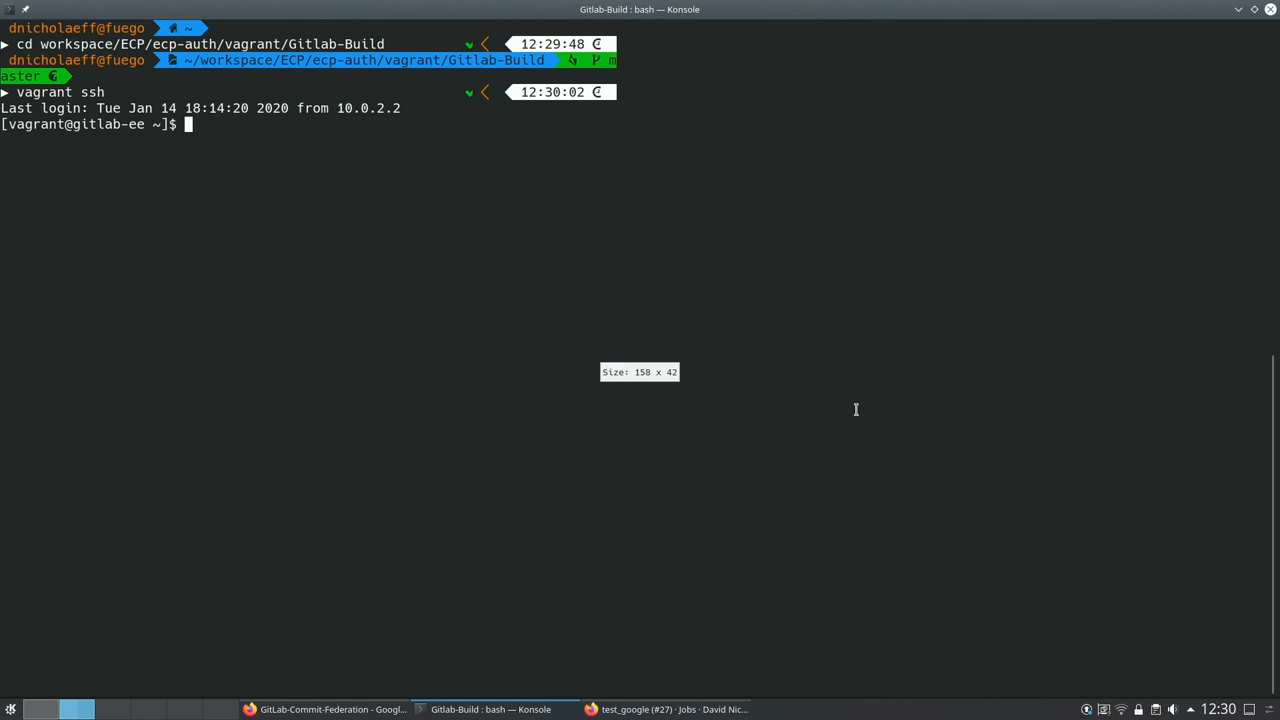 Gitlab-Build : bash — Konsole
dnicholaeff@fuego ~
▶ cd workspace/ECP/ecp-auth/vagrant/Gitlab-Build 12:29:48
dnicholaeff@fuego ~/workspace/ECP/ecp-auth/vagrant/Gitlab-Build m
aster
▶ vagrant ssh 12:30:02
Last login: Tue Jan 14 18:14:20 2020 from 10.0.2.2
[vagrant@gitlab-ee ~]$
Size: 158 x 42
GitLab-Commit-Federation - Googl... Gitlab-Build : bash — Konsole test_google (#27) · Jobs · David Nic... 12:30